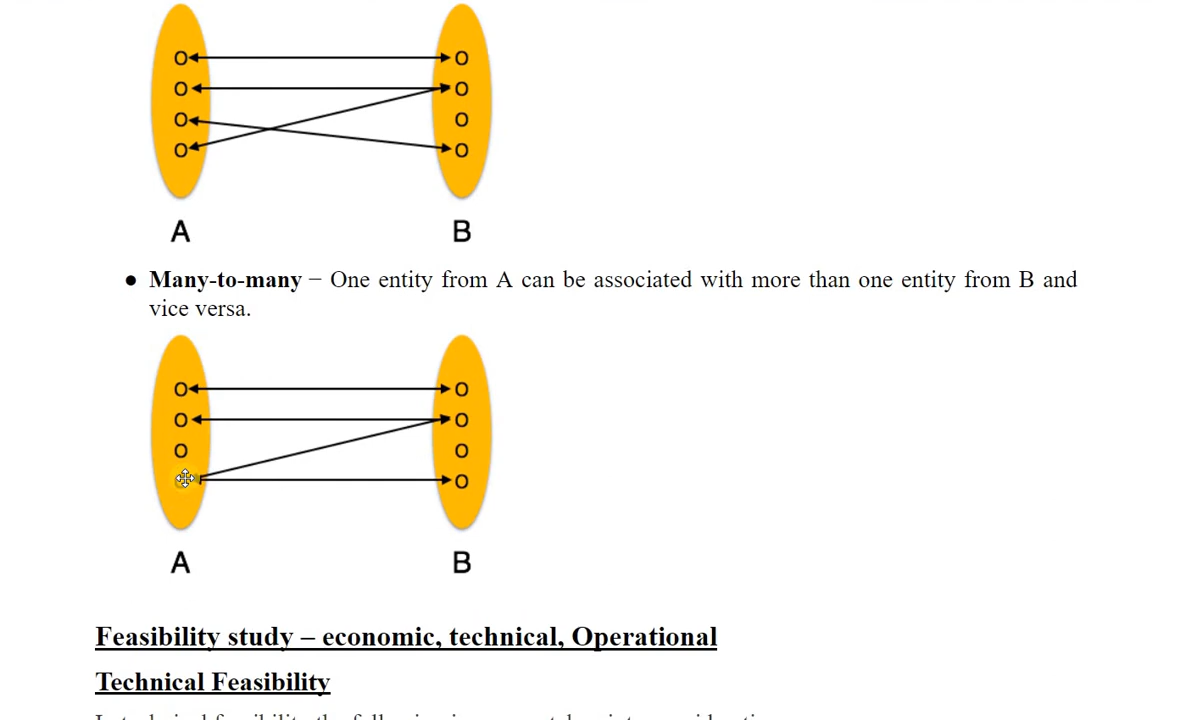 A B
● Many-to-many − One entity from A can be associated with more than one entity from B and
vice versa.
A B
Feasibility study – economic, technical, Operational
Technical Feasibility